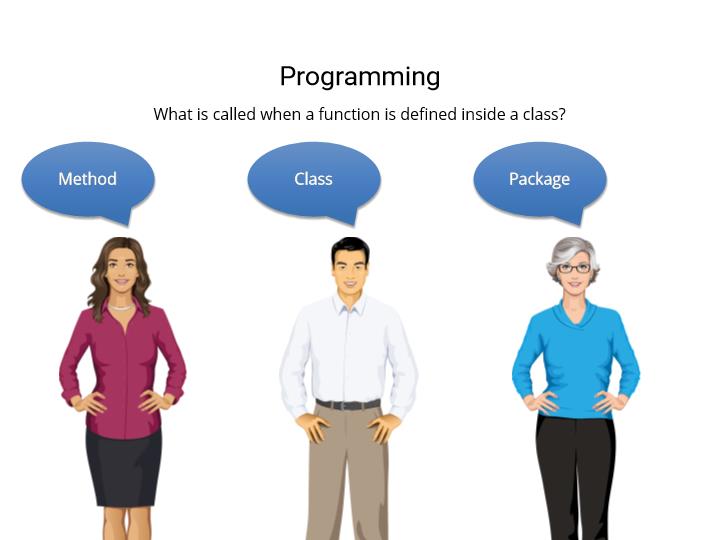 Programming
What is called when a function is defined inside a class?
Method
Class
Package